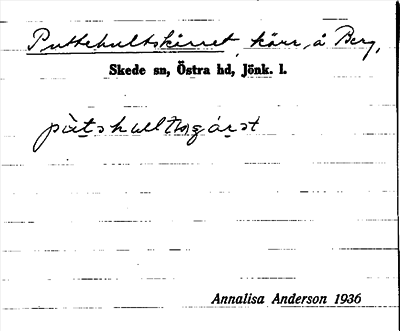 Puttehultskärret, kärr, å Berg,
Skede sn, Östra hd, Jönk. l.
Annalisa Anderson 1936